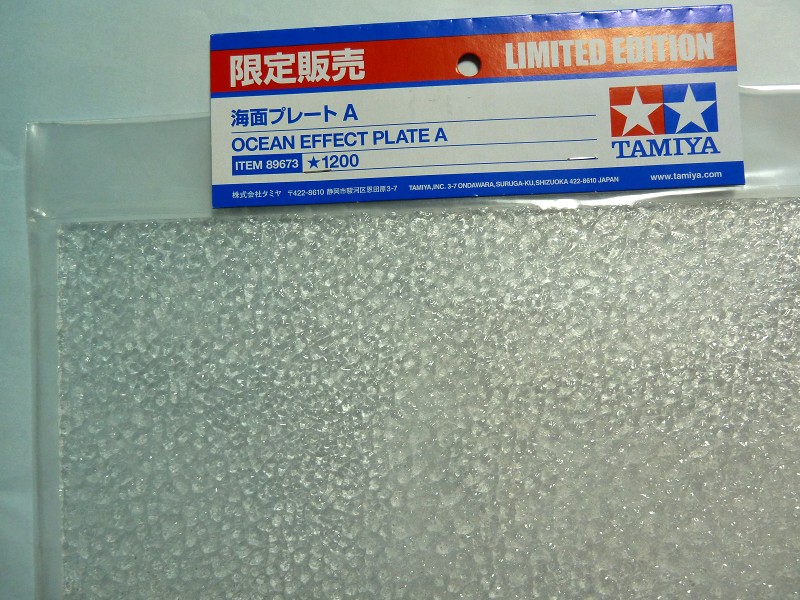 限定販売
LIMITED EDITION
海面プレート A
OCEAN EFFECT PLATE A
ITEM 89673 ★1200
TAMIYA
株式会社タミヤ 〒422-8610 静岡市駿河区恩田原3-7 TAMIYA,INC. 3-7 ONDAWARA, SURUGA-KU, SHIZUOKA 422-8610 JAPAN
www.tamiya.com